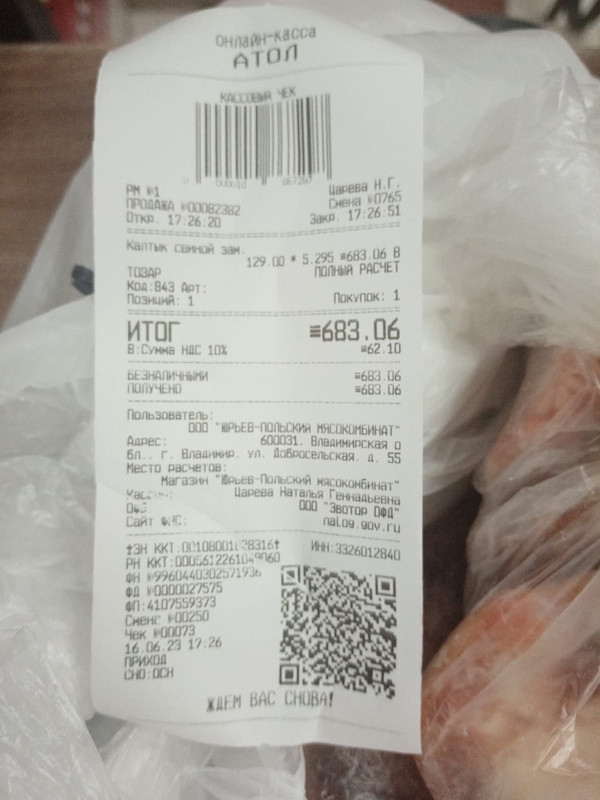 ОНЛАЙН-КАССА
АТОЛ
КАССОВЫЙ ЧЕК
РМ №1 Царева Н.Г.
ПРОДАЖА №00082382 Смена №0765
Откр. 17:26:20 Закр. 17:26:51
Калтык свиной зам.
129.00 * 5.295 ≡683.06 В
ТОВАР ПОЛНЫЙ РАСЧЕТ
Код:843 Арт:
Позиций: 1 Покупок: 1
ИТОГ ≡683.06
В:Сумма НДС 10% ≡62.10
БЕЗНАЛИЧНЫМИ ≡683.06
ПОЛУЧЕНО ≡683.06
Пользователь:
ООО "ЮРЬЕВ-ПОЛЬСКИЙ МЯСОКОМБИНАТ"
Адрес: 600031, Владимирская о
бл., г. Владимир, ул. Добросельская, д. 55
Место расчетов:
Магазин "Юрьев-Польский мясокомбинат"
Царева Наталья Геннадьевна
ООО "Эвотор ОФД"
Сайт ФНС: nalog.gov.ru
ЗН ККТ: ИНН:3326012840
РН ККТ:
ФН №9960440302571936
ФД №0000027575
ФП:4107559373
Смена №00250
Чек №00073
16.06.23 17:26
ПРИХОД
СНО:ОСН
ЖДЕМ ВАС СНОВА!